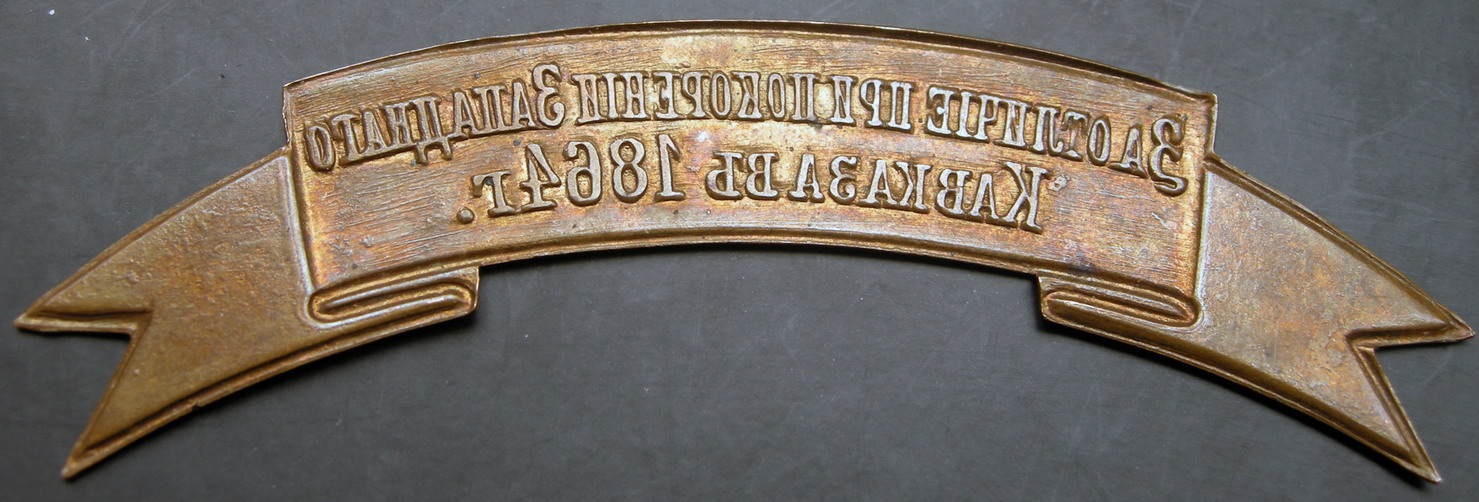 За отличіе при покореніи Западнаго
Кавказа въ 1864 г.